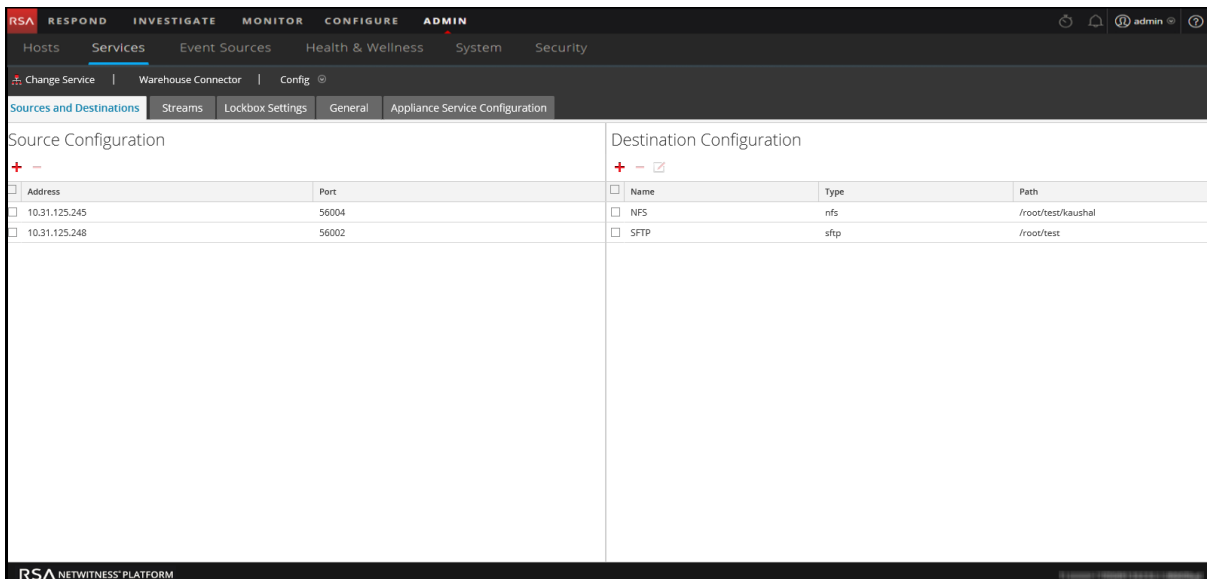 RSA RESPOND INVESTIGATE MONITOR CONFIGURE ADMIN admin ?
Hosts Services Event Sources Health & Wellness System Security
Change Service | Warehouse Connector | Config
Sources and Destinations Streams Lockbox Settings General Appliance Service Configuration
Source Configuration
Destination Configuration
Address Port
10.31.125.245 56004
10.31.125.248 56002
Name Type Path
NFS nfs /root/test/kaushal
SFTP sftp /root/test
RSA NETWITNESS® PLATFORM